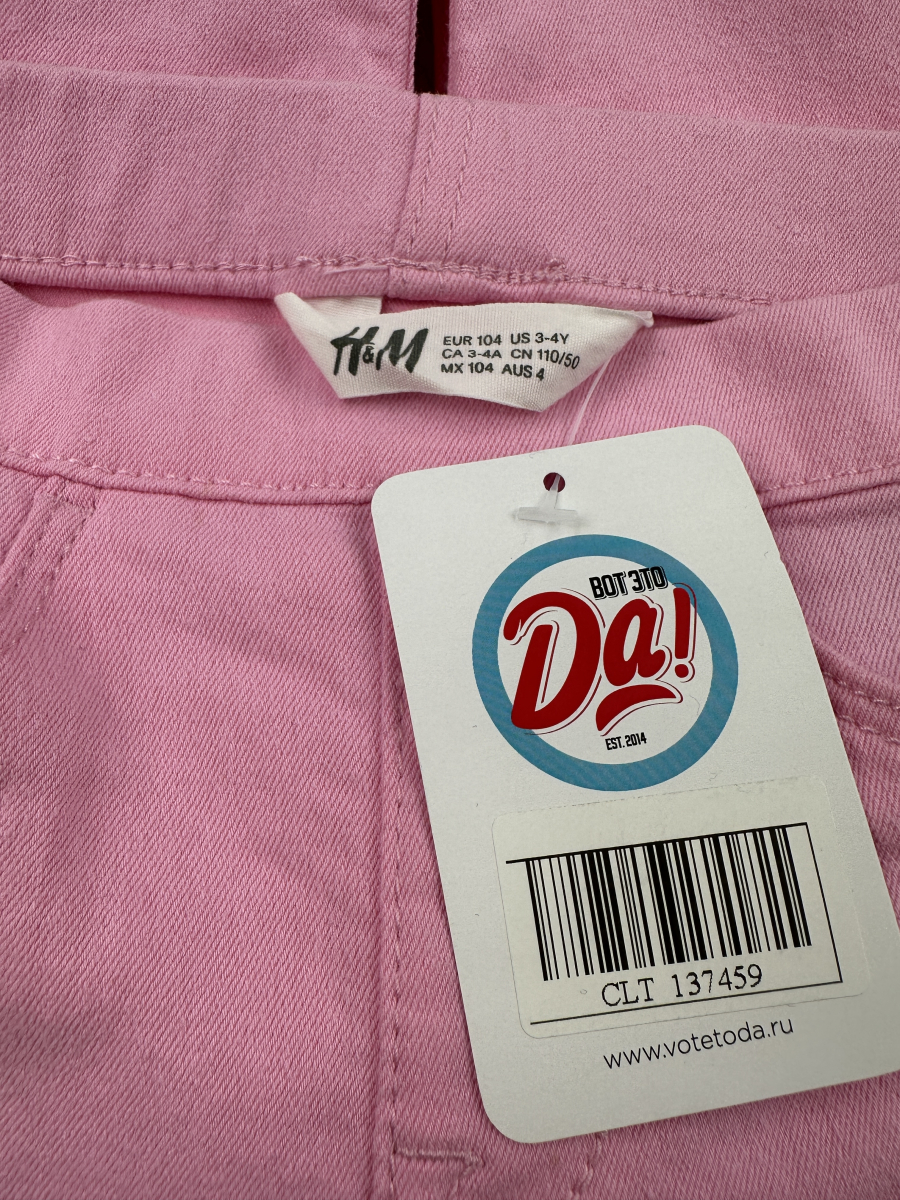 H&M
EUR 104 US 3-4Y
CA 3-4A CN 110/50
MX 104 AUS 4
ВОТ ЭТО
Да!
EST. 2014
CLT 137459
www.votetoda.ru